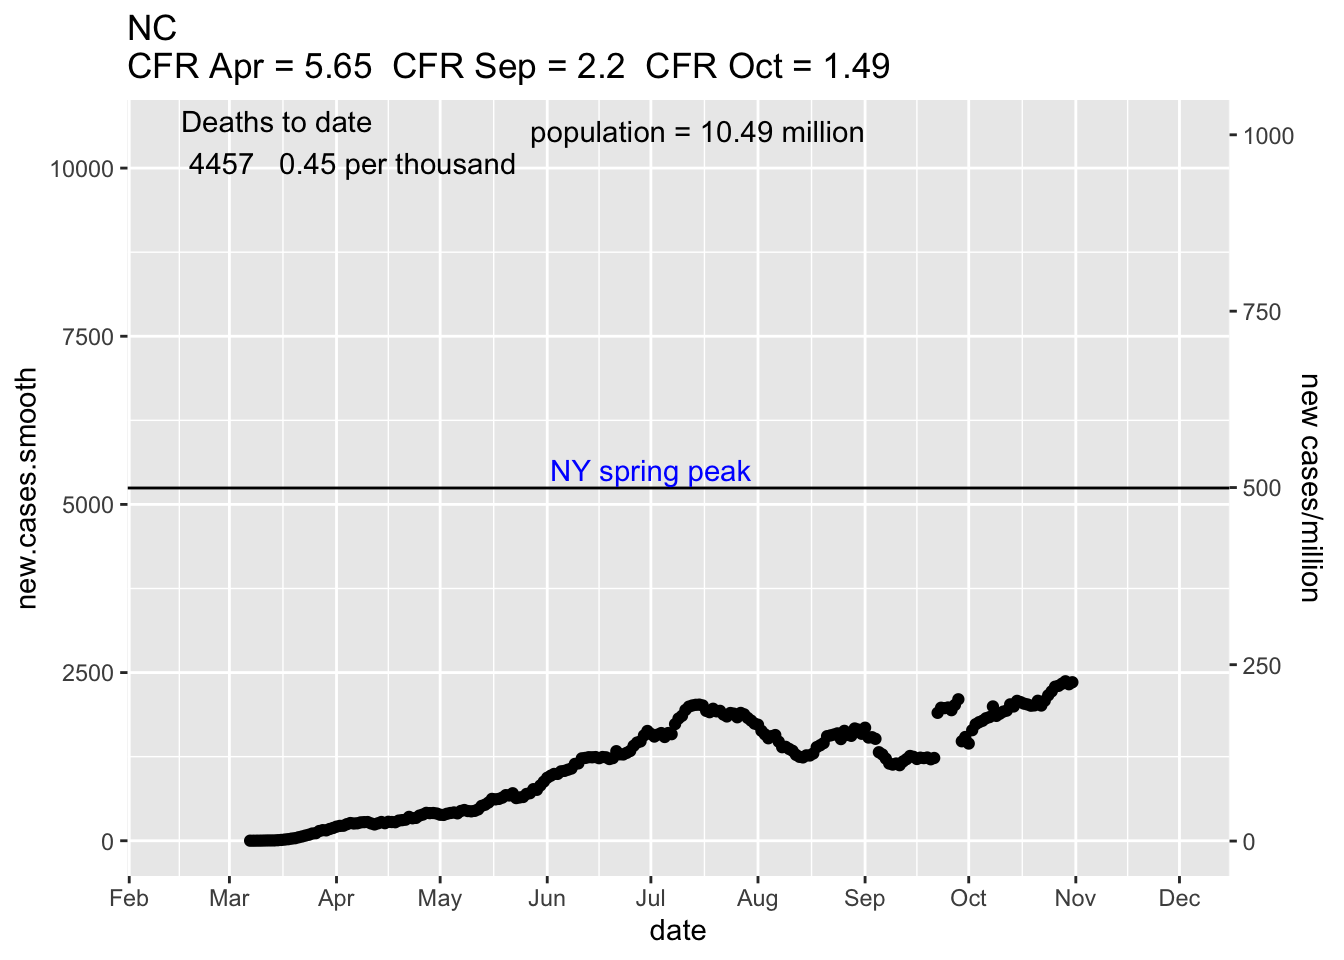 NC
CFR Apr = 5.65  CFR Sep = 2.2  CFR Oct = 1.49
Deaths to date
4457   0.45 per thousand
population = 10.49 million
NY spring peak
new.cases.smooth
10000
7500
5000
2500
0
1000
750
500
250
0
new cases/million
Feb Mar Apr May Jun Jul Aug Sep Oct Nov Dec
date